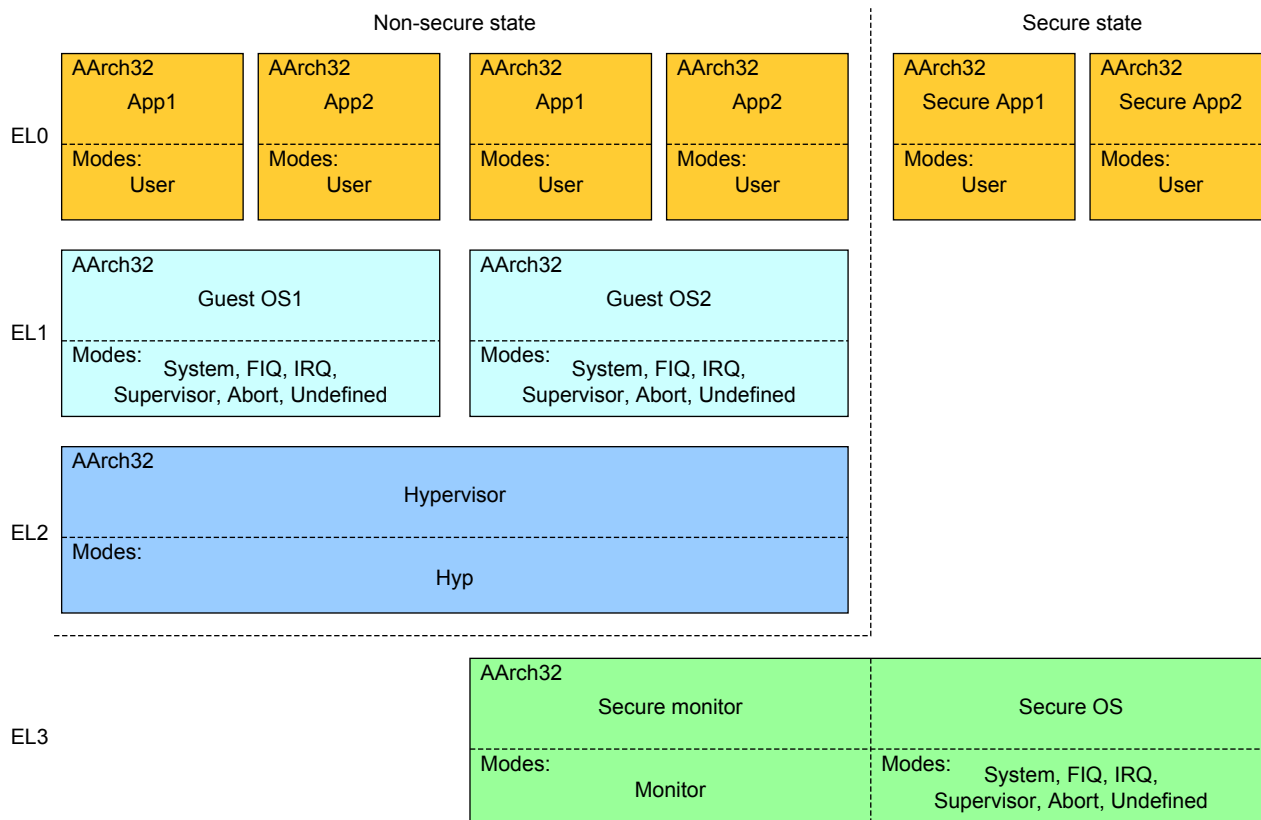 Non-secure state
Secure state
AArch32
App1
Modes:
User
AArch32
App2
Modes:
User
AArch32
App1
Modes:
User
AArch32
App2
Modes:
User
AArch32
Secure App1
Modes:
User
AArch32
Secure App2
Modes:
User
EL0
AArch32
Guest OS1
Modes:
System, FIQ, IRQ,
Supervisor, Abort, Undefined
AArch32
Guest OS2
Modes:
System, FIQ, IRQ,
Supervisor, Abort, Undefined
EL1
AArch32
Hypervisor
EL2
Modes:
Hyp
AArch32
Secure monitor
Modes:
Monitor
Secure OS
Modes:
System, FIQ, IRQ,
Supervisor, Abort, Undefined
EL3